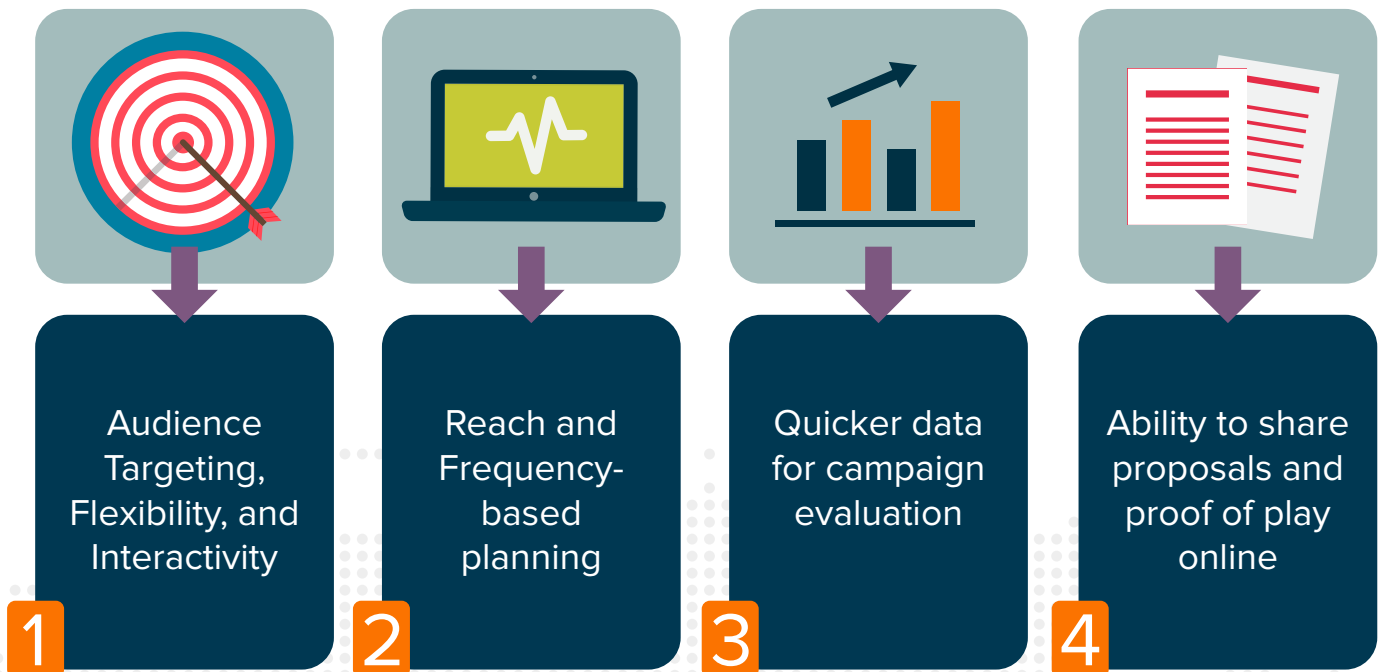 Audience
Targeting,
Flexibility, and
Interactivity
1
Reach and
Frequency-
based
planning
2
Quicker data
for campaign
evaluation
3
Ability to share
proposals and
proof of play
online
4